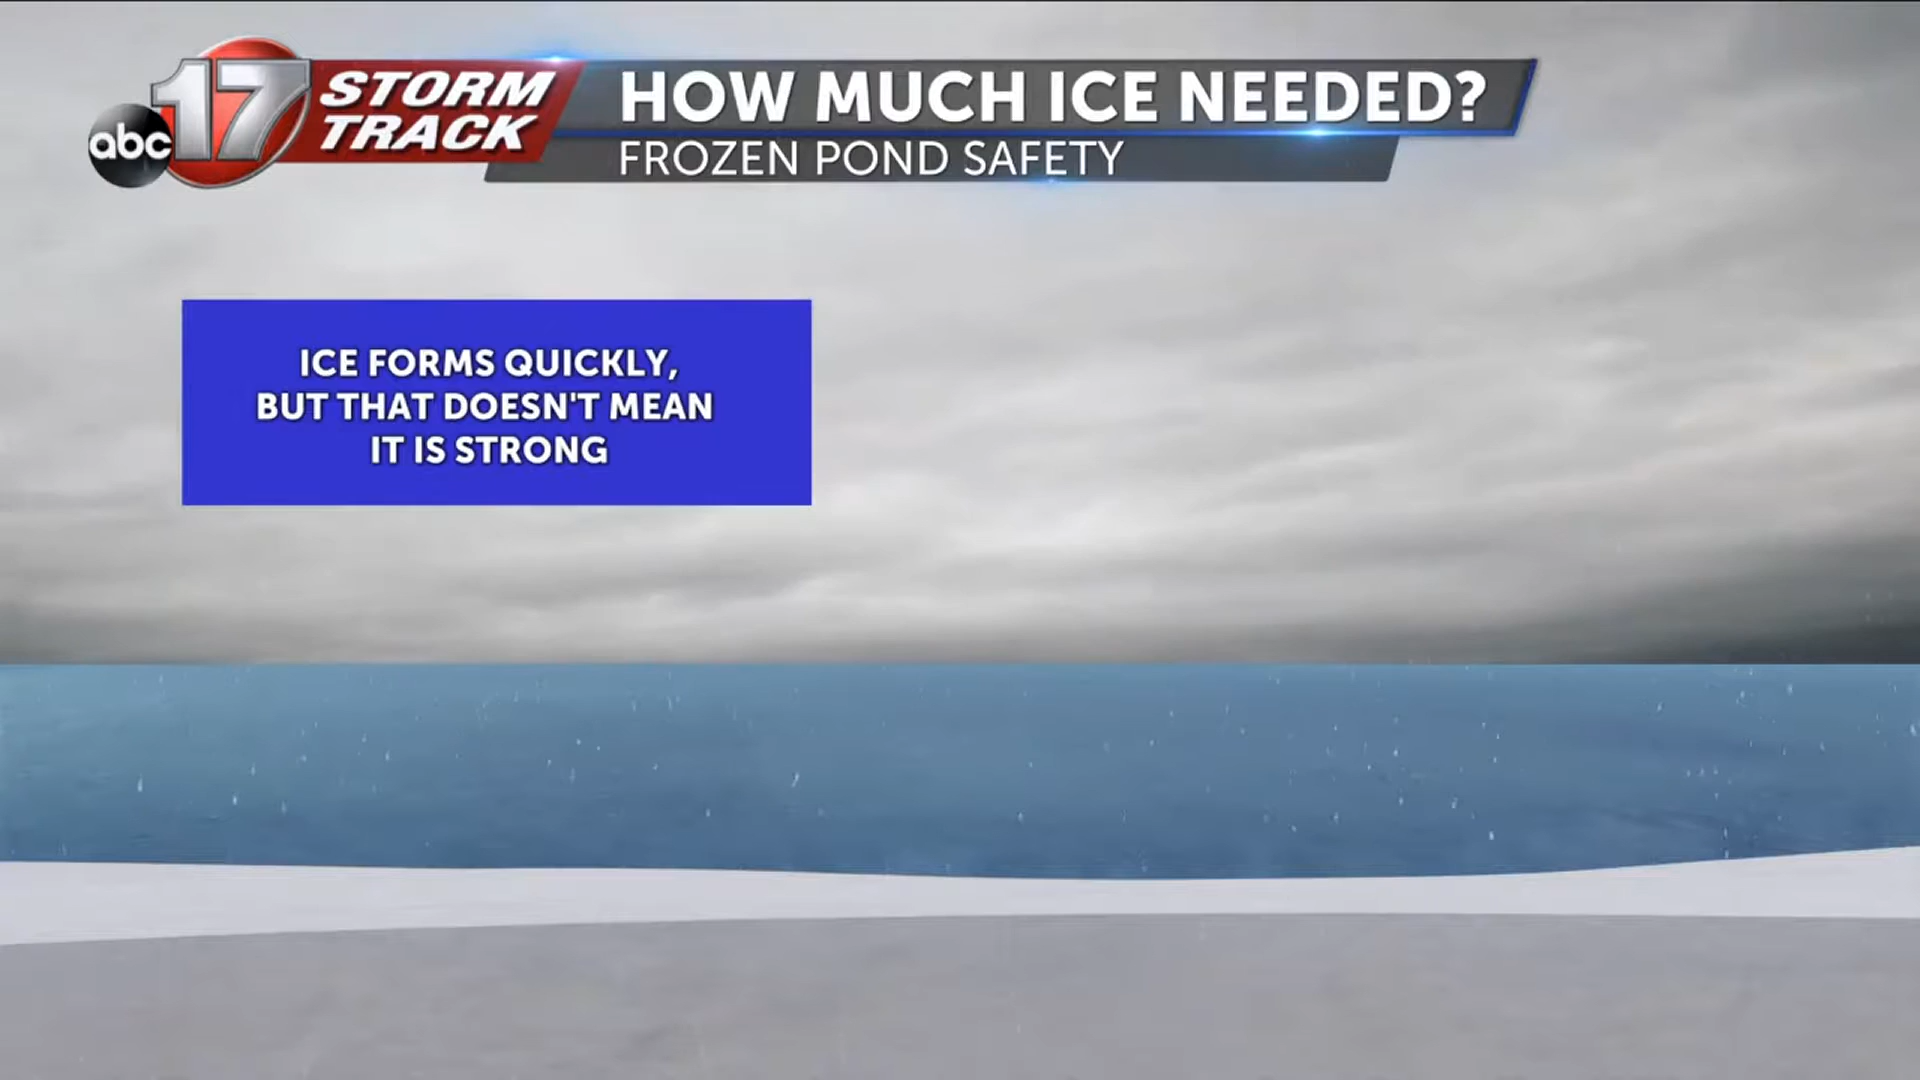 abc 17 STORM TRACK
HOW MUCH ICE NEEDED?
FROZEN POND SAFETY
ICE FORMS QUICKLY,
BUT THAT DOESN'T MEAN
IT IS STRONG